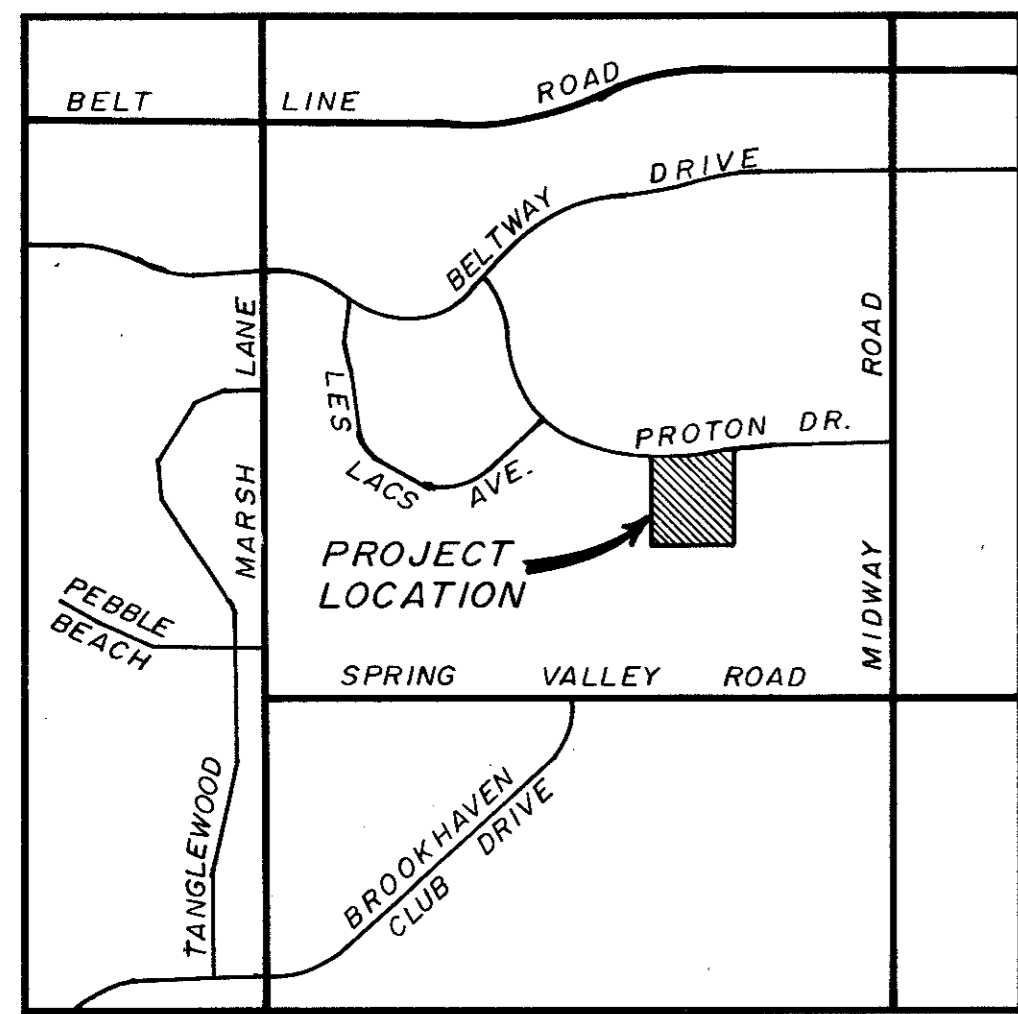 BELT LINE ROAD
BELTWAY DRIVE
MARSH LANE
LES LACS AVE.
PROTON DR.
MIDWAY ROAD
PROJECT
LOCATION
PEBBLE
BEACH
SPRING VALLEY ROAD
TANGLEWOOD
BROOKHAVEN
CLUB DRIVE